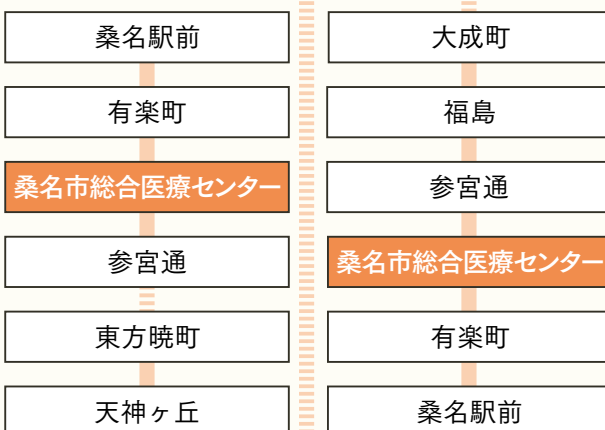 桑名駅前
有楽町
桑名市総合医療センター
参宮通
東方暁町
天神ヶ丘
大成町
福島
参宮通
桑名市総合医療センター
有楽町
桑名駅前